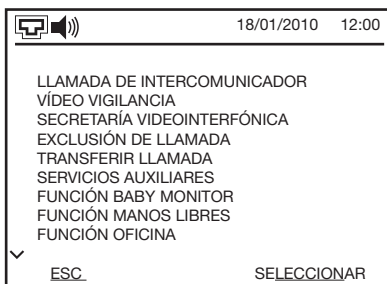 18/01/2010 12:00
LLAMADA DE INTERCOMUNICADOR
VÍDEO VIGILANCIA
SECRETARÍA VIDEOINTERFÓNICA
EXCLUSIÓN DE LLAMADA
TRANSFERIR LLAMADA
SERVICIOS AUXILIARES
FUNCIÓN BABY MONITOR
FUNCIÓN MANOS LIBRES
FUNCIÓN OFICINA
ESC SELECCIONAR